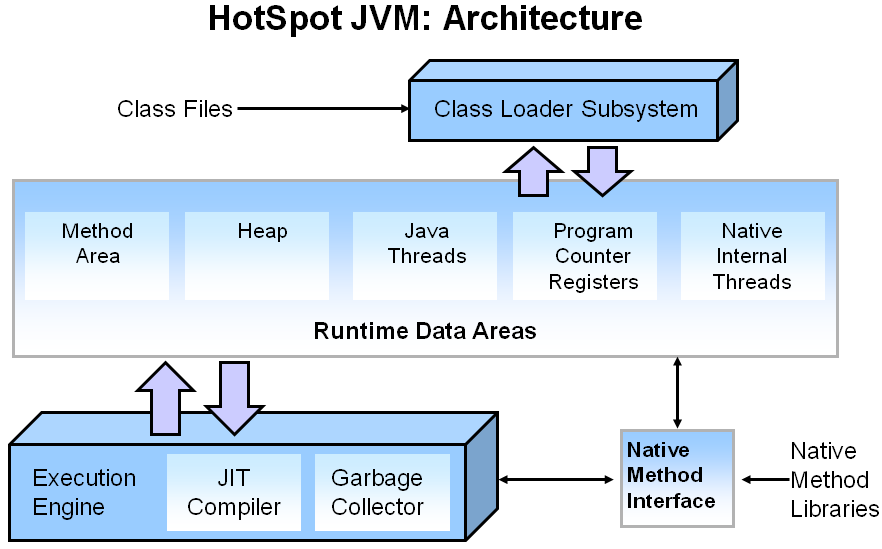 HotSpot JVM: Architecture
Class Files
Class Loader Subsystem
Method
Area
Heap
Java
Threads
Program
Counter
Registers
Native
Internal
Threads
Runtime Data Areas
Execution
Engine
JIT
Compiler
Garbage
Collector
Native
Method
Interface
Native
Method
Libraries